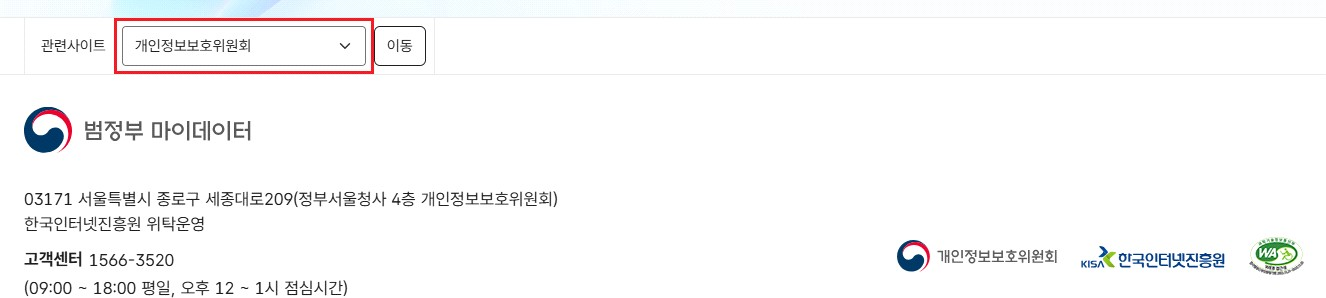 관련사이트 개인정보보호위원회 이동
범정부 마이데이터
03171 서울특별시 종로구 세종대로209(정부서울청사 4층 개인정보보호위원회)
한국인터넷진흥원 위탁운영
고객센터 1566-3520
(09:00 ~ 18:00 평일, 오후 12 ~ 1시 점심시간)
개인정보보호위원회 KISA 한국인터넷진흥원 WA